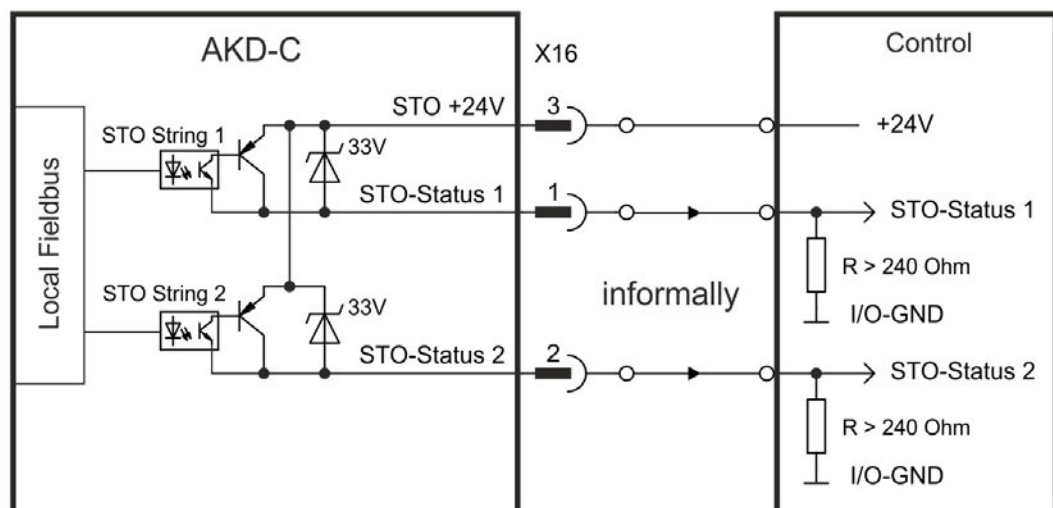 AKD-C
X16
Control
STO +24V
3
+24V
STO String 1
33V
STO-Status 1
1
STO-Status 1
R > 240 Ohm
I/O-GND
Local Fieldbus
informally
STO String 2
33V
STO-Status 2
2
STO-Status 2
R > 240 Ohm
I/O-GND